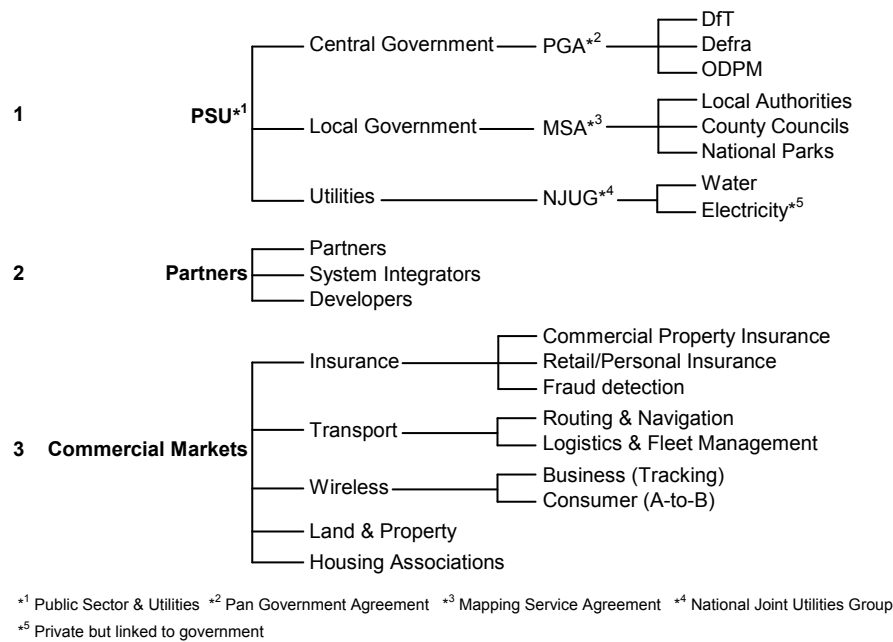 DfT
Central Government PGA*2 Defra
ODPM
Local Authorities
1 PSU*1 Local Government MSA*3 County Councils
National Parks
Water
Utilities NJUG*4
Electricity*5
Partners
2 Partners System Integrators
Developers
Commercial Property Insurance
Insurance Retail/Personal Insurance
Fraud detection
Routing & Navigation
Transport
Logistics & Fleet Management
3 Commercial Markets
Business (Tracking)
Wireless
Consumer (A-to-B)
Land & Property
Housing Associations
*1 Public Sector & Utilities *2 Pan Government Agreement *3 Mapping Service Agreement *4 National Joint Utilities Group
*5 Private but linked to government